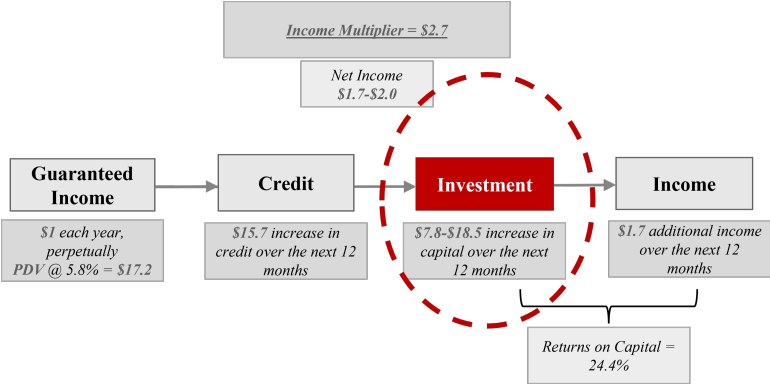 Income Multiplier = $2.7
Net Income
$1.7-$2.0
Guaranteed
Income
Credit
Investment
Income
$1 each year,
perpetually
PDV @ 5.8% = $17.2
$15.7 increase in
credit over the next 12
months
$7.8-$18.5 increase in
capital over the next
12 months
$1.7 additional income
over the next 12
months
Returns on Capital =
24.4%